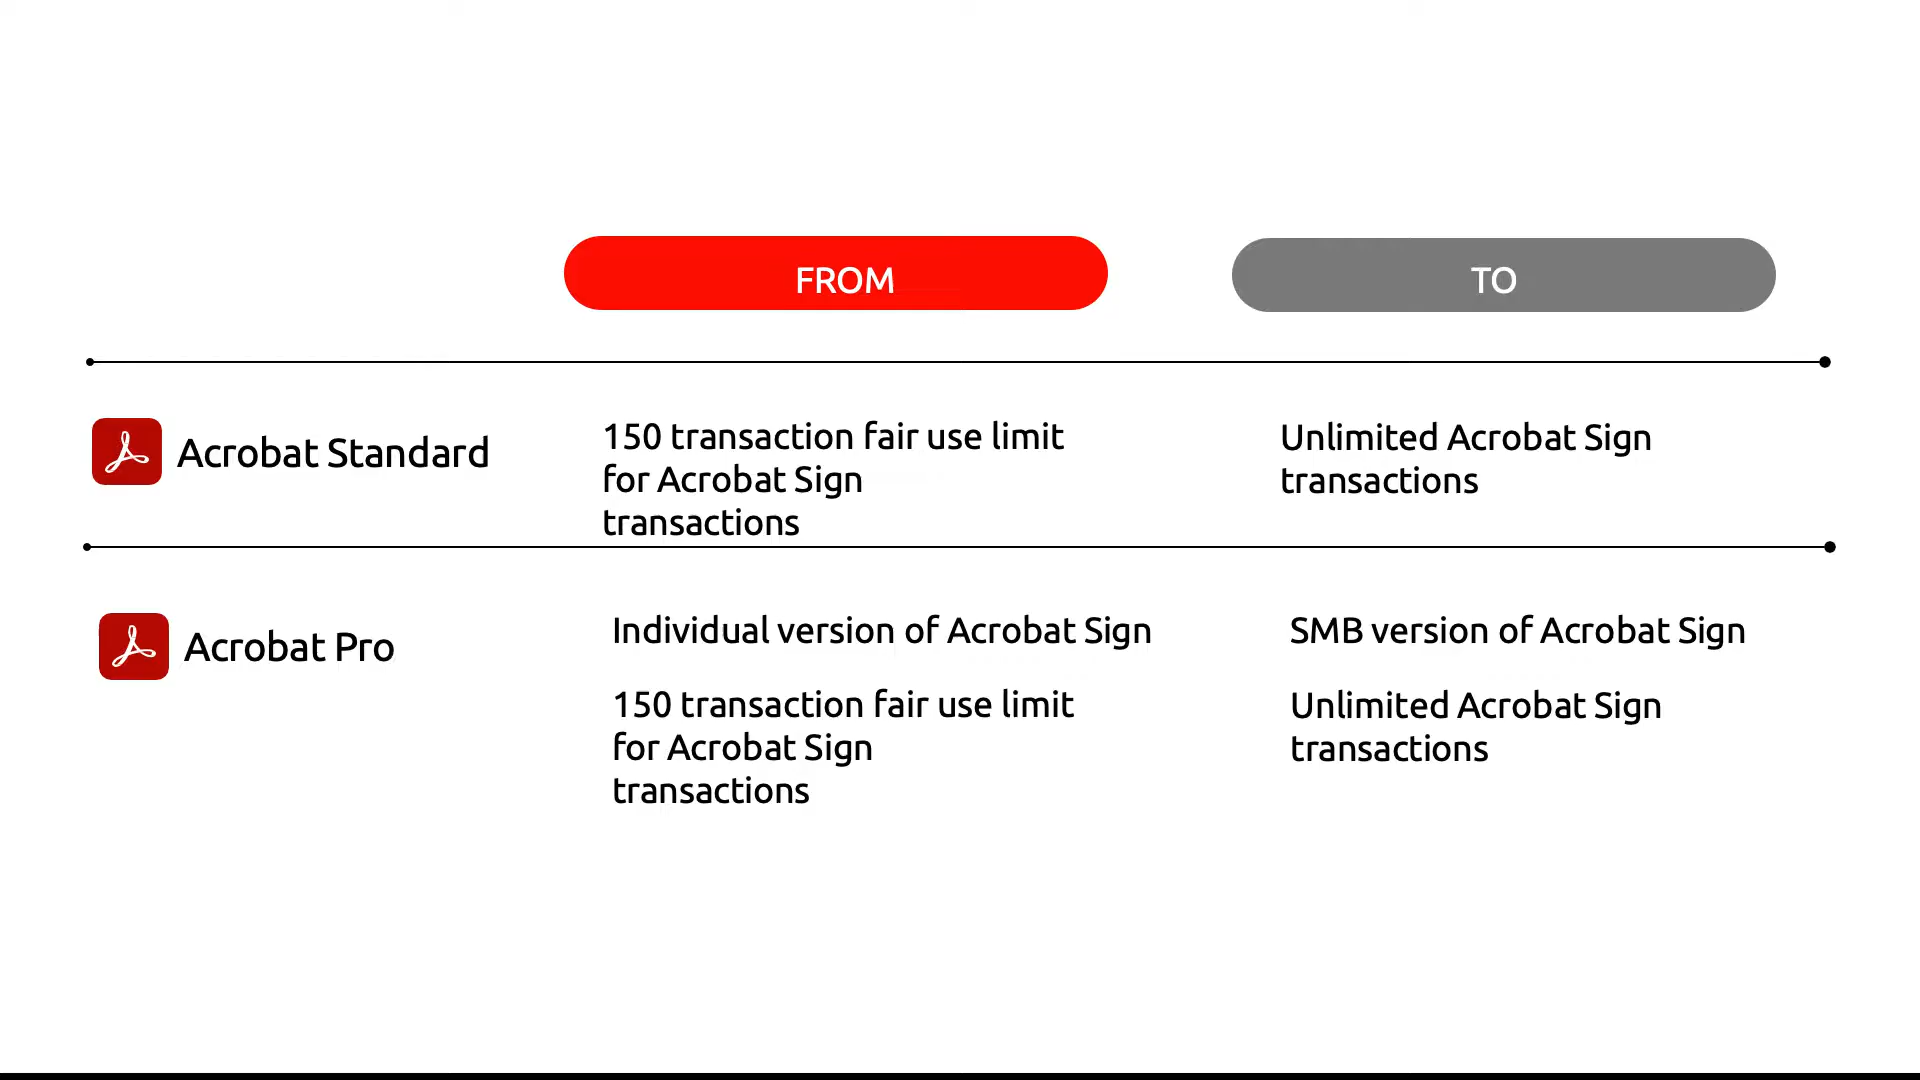 FROM
TO
Acrobat Standard
150 transaction fair use limit
for Acrobat Sign
transactions
Unlimited Acrobat Sign
transactions
Acrobat Pro
Individual version of Acrobat Sign
SMB version of Acrobat Sign
150 transaction fair use limit
for Acrobat Sign
transactions
Unlimited Acrobat Sign
transactions